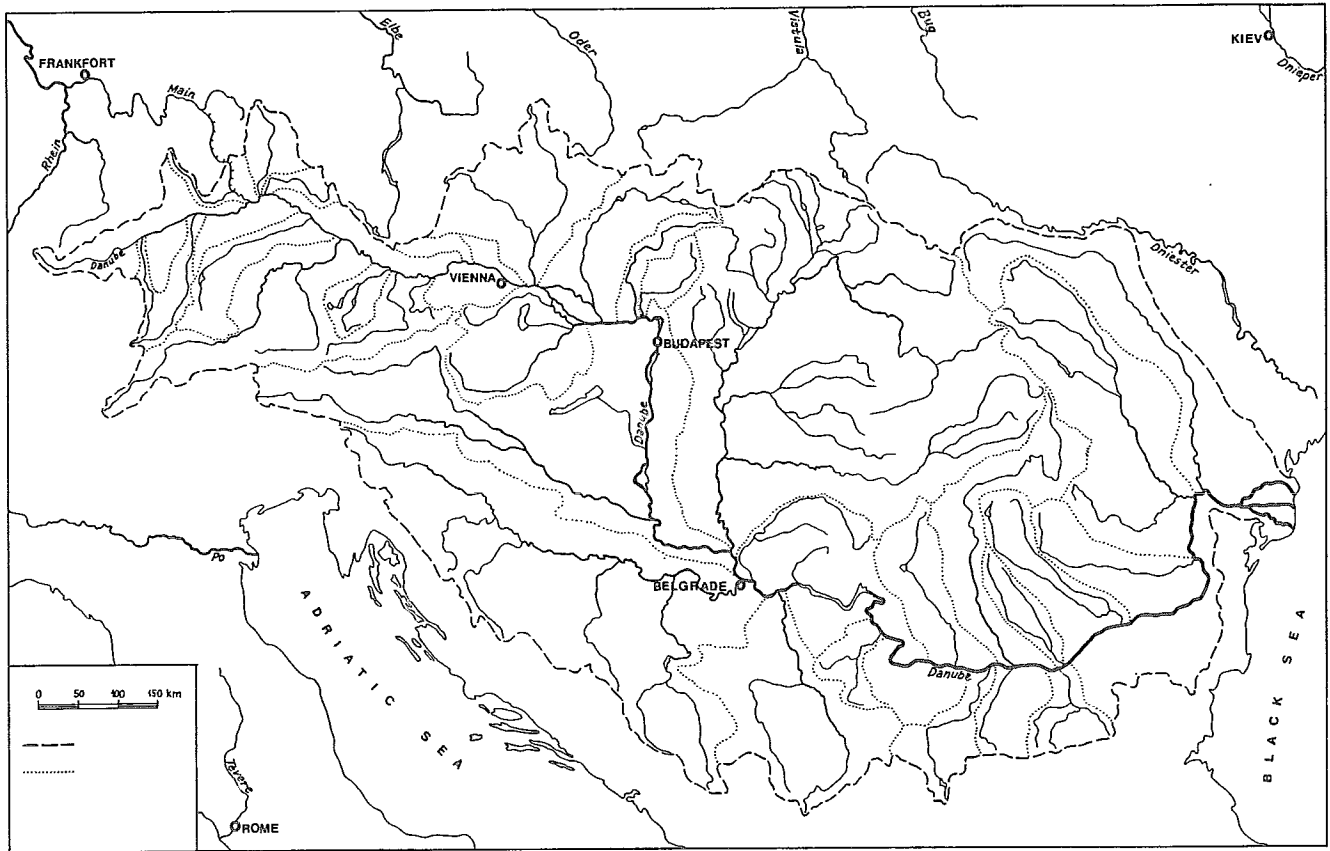 Elbe
Oder
Vistula
Bug
KIEV
Dnieper
FRANKFORT
Main
Rhein
Dniester
Danube
VIENNA
BUDAPEST
Danube
Po
BELGRADE
ADRIATIC SEA
Danube
BLACK SEA
0 50 100 150 km
Tevere
ROME